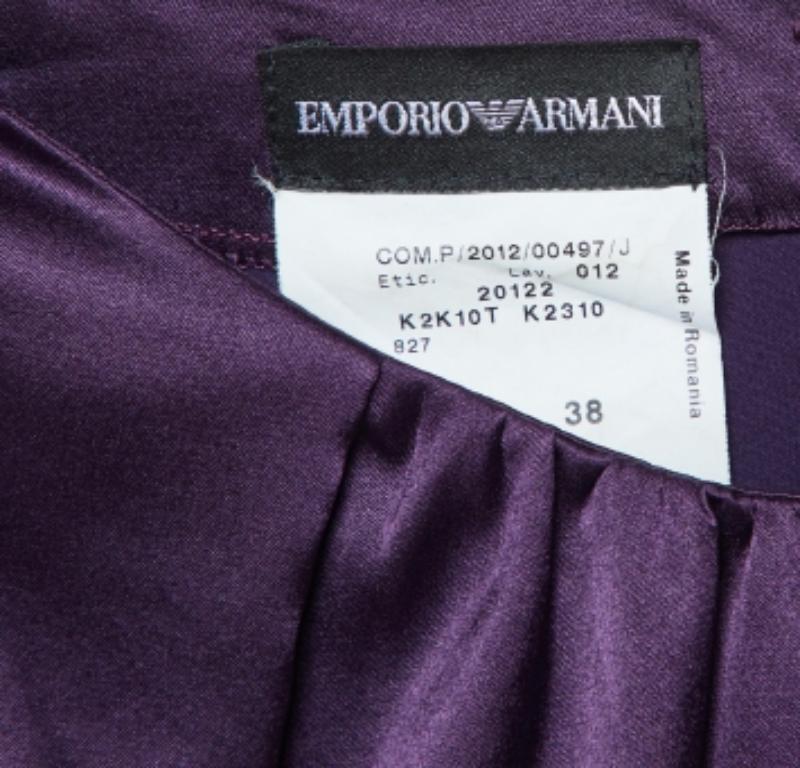 EMPORIO ARMANI
COM.P/2012/00497/J
Etic. Lav. 012
20122
K2K10T K2310
827
38
Made in Romania